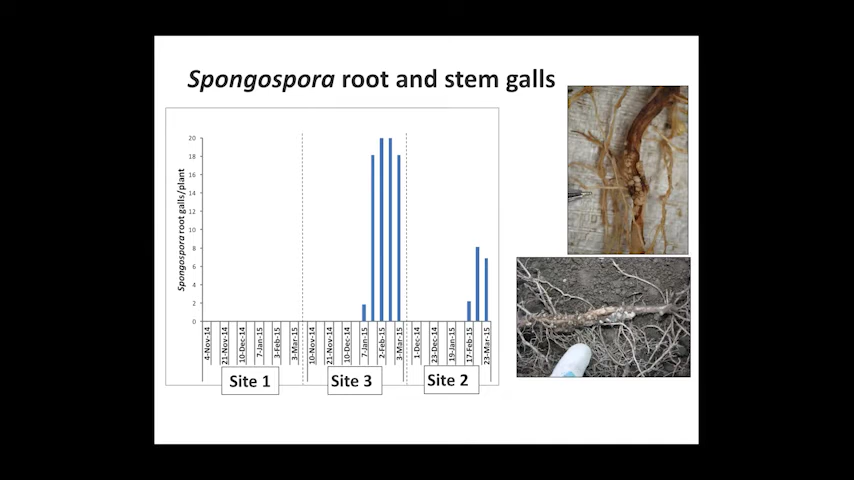 Spongospora root and stem galls
Spongospora root galls/plant
20
18
16
14
12
10
8
6
4
2
0
4-Nov-14
21-Nov-14
10-Dec-14
7-Jan-15
3-Feb-15
3-Mar-15
10-Nov-14
21-Nov-14
10-Dec-14
7-Jan-15
2-Feb-15
3-Mar-15
1-Dec-14
23-Dec-14
19-Jan-15
17-Feb-15
23-Mar-15
Site 1
Site 3
Site 2